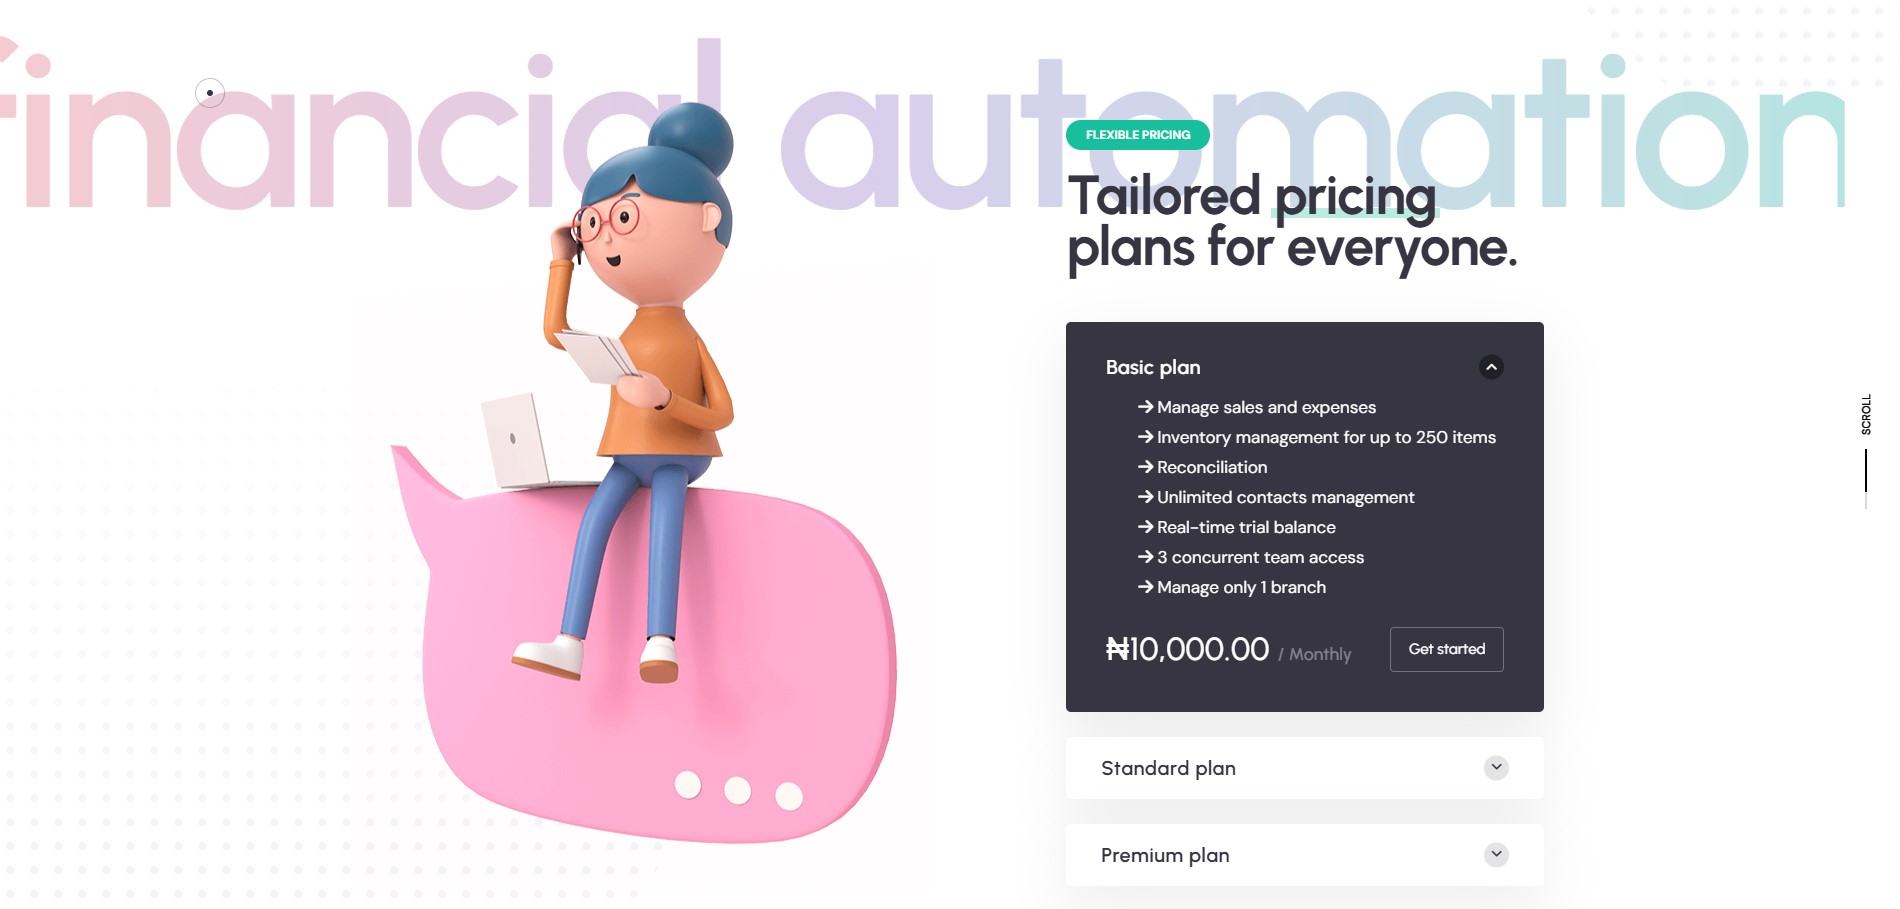 financial automation
FLEXIBLE PRICING
Tailored pricing
plans for everyone.
Basic plan
Manage sales and expenses
Inventory management for up to 250 items
Reconciliation
Unlimited contacts management
Real-time trial balance
3 concurrent team access
Manage only 1 branch
₦10,000.00 / Monthly
Get started
Standard plan
Premium plan
SCROLL